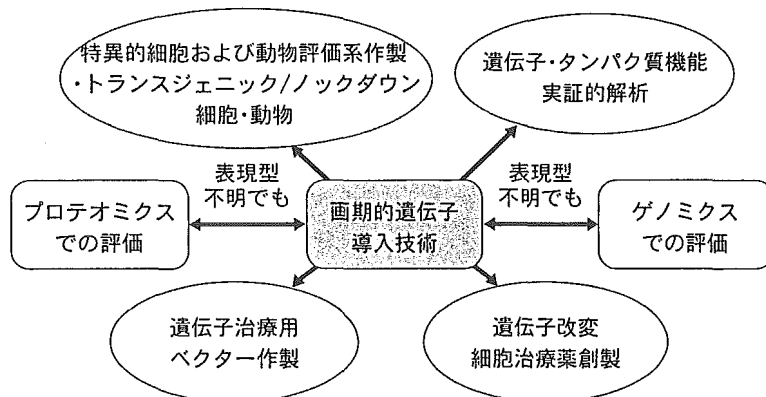 特異的細胞および動物評価系作製
・トランスジェニック/ノックダウン
細胞・動物
遺伝子・タンパク質機能
実証的解析
表現型
不明でも
表現型
不明でも
プロテオミクス
での評価
画期的遺伝子
導入技術
ゲノミクス
での評価
遺伝子治療用
ベクター作製
遺伝子改変
細胞治療薬創製